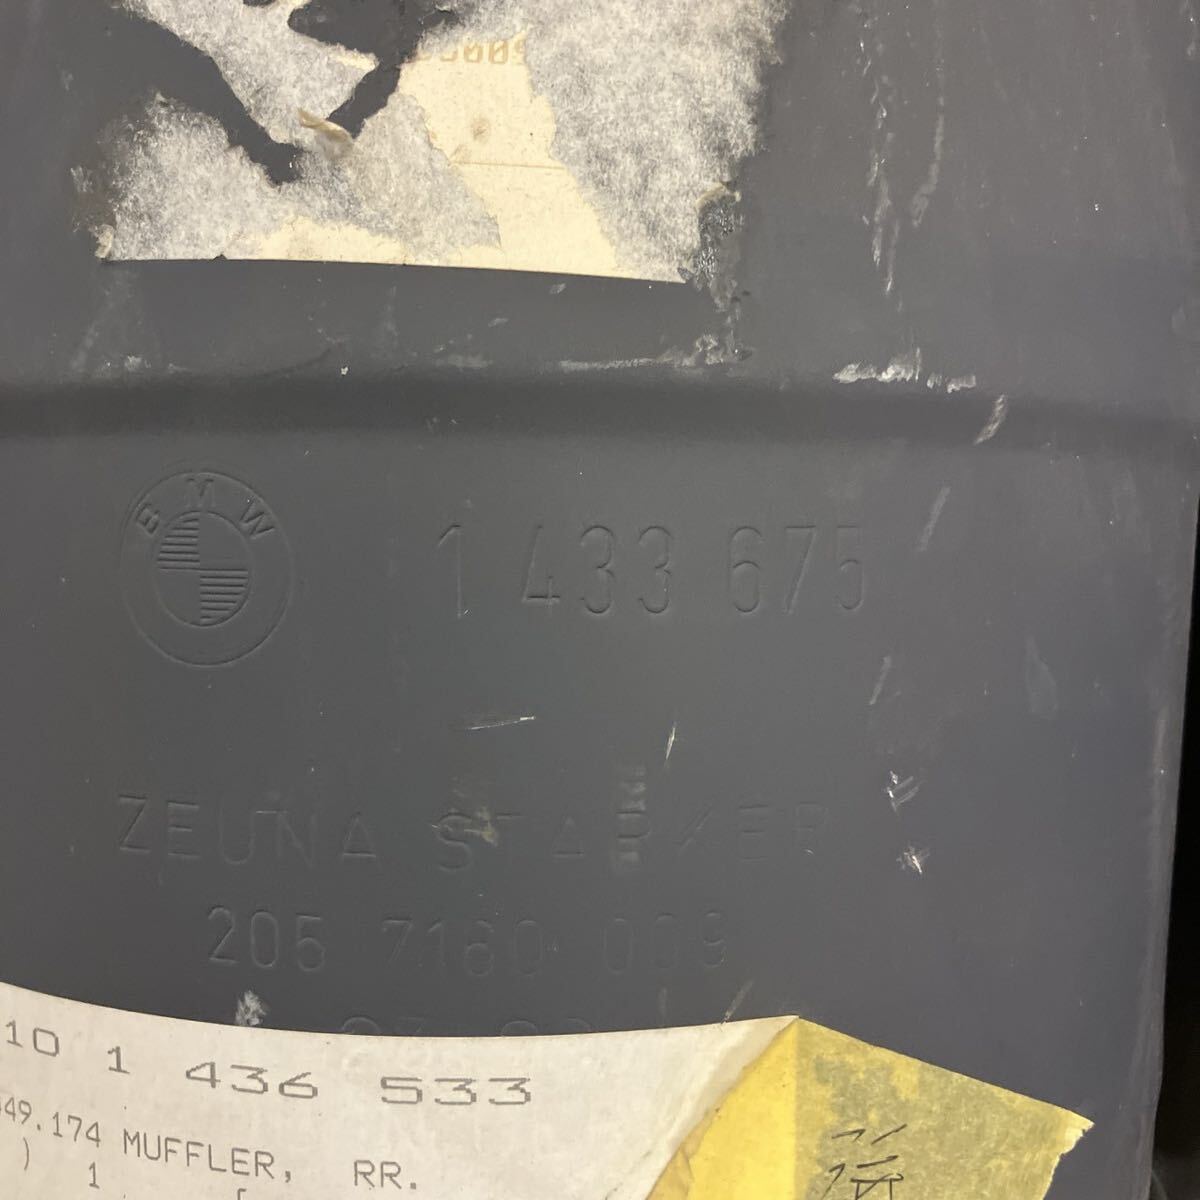 BMW
1 433 675
ZEUNA STARKER
205 7160 009
10 1 436 533
49.174 MUFFLER, RR.
) 1